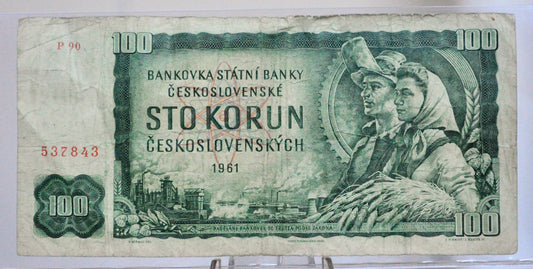 100
100
P 90
BANKOVKA STÁTNÍ BANKY
ČESKOSLOVENSKÉ
STO KORUN
ČESKOSLOVENSKÝCH
537843
1961
100
100